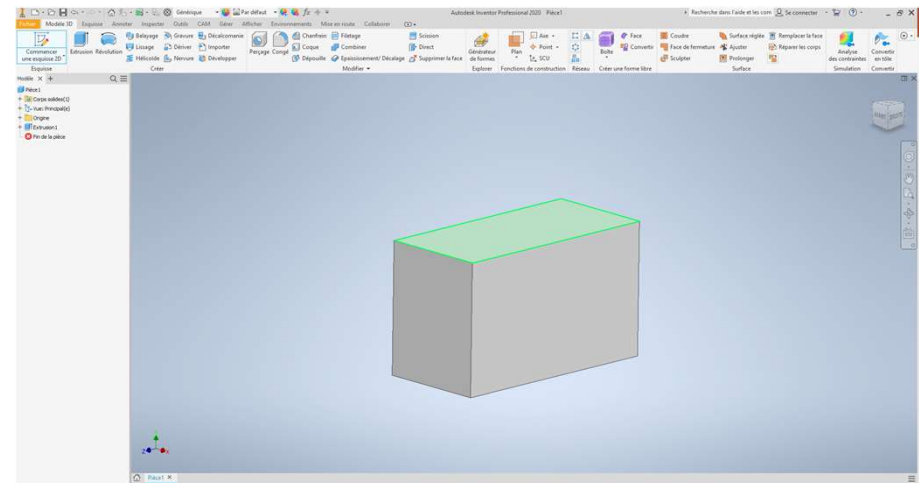 Générique
Par défaut
Autodesk Inventor Professional 2020 Pièce1
Recherche dans l'aide et les com
Se connecter
Fichier Modèle 3D Esquisse Annoter Inspecter Outils CAM Gérer Afficher Environnements Mise en route Collaborer
Commencer une esquisse 2D
Extrusion Révolution
Balayage Gravure Décalcomanie
Lissage Dériver Importer
Hélicoïde Nervure Développer
Perçage Congé
Chanfrein Filetage Scission
Coque Combiner Direct
Dépouille Epaississement/ Décalage Supprimer la face
Générateur de formes
Plan
Axe
Point
SCU
Boîte
Face
Convertir
Coudre Surface réglée Remplacer la face
Face de fermeture Ajuster Réparer les corps
Sculpter Prolonger
Analyse des contraintes
Convertir en tôle
Esquisse Créer Modifier Explorer Fonctions de construction Réseau Créer une forme libre Surface Simulation Convertir
Modèle
Pièce1
Corps solides(1)
Vue: Principal(e)
Origine
Extrusion1
Fin de la pièce
Pièce1